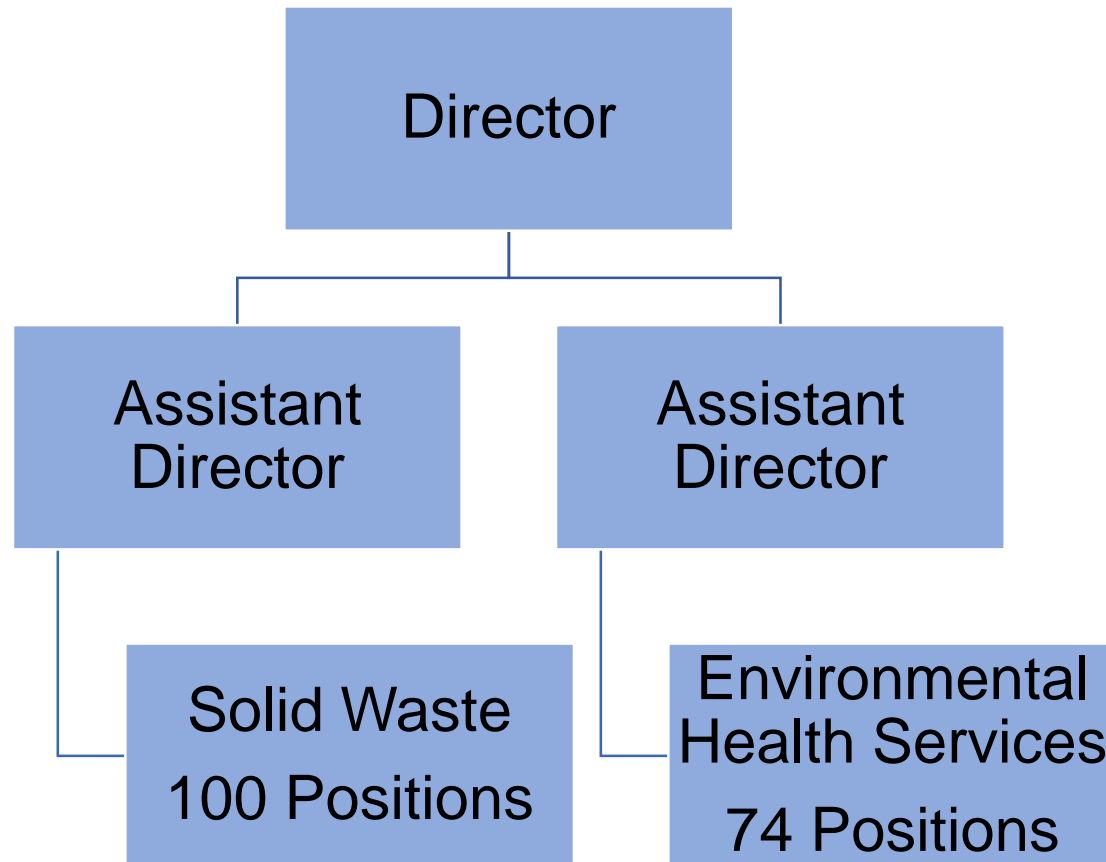 Director
Assistant
Director
Assistant
Director
Solid Waste
100 Positions
Environmental
Health Services
74 Positions